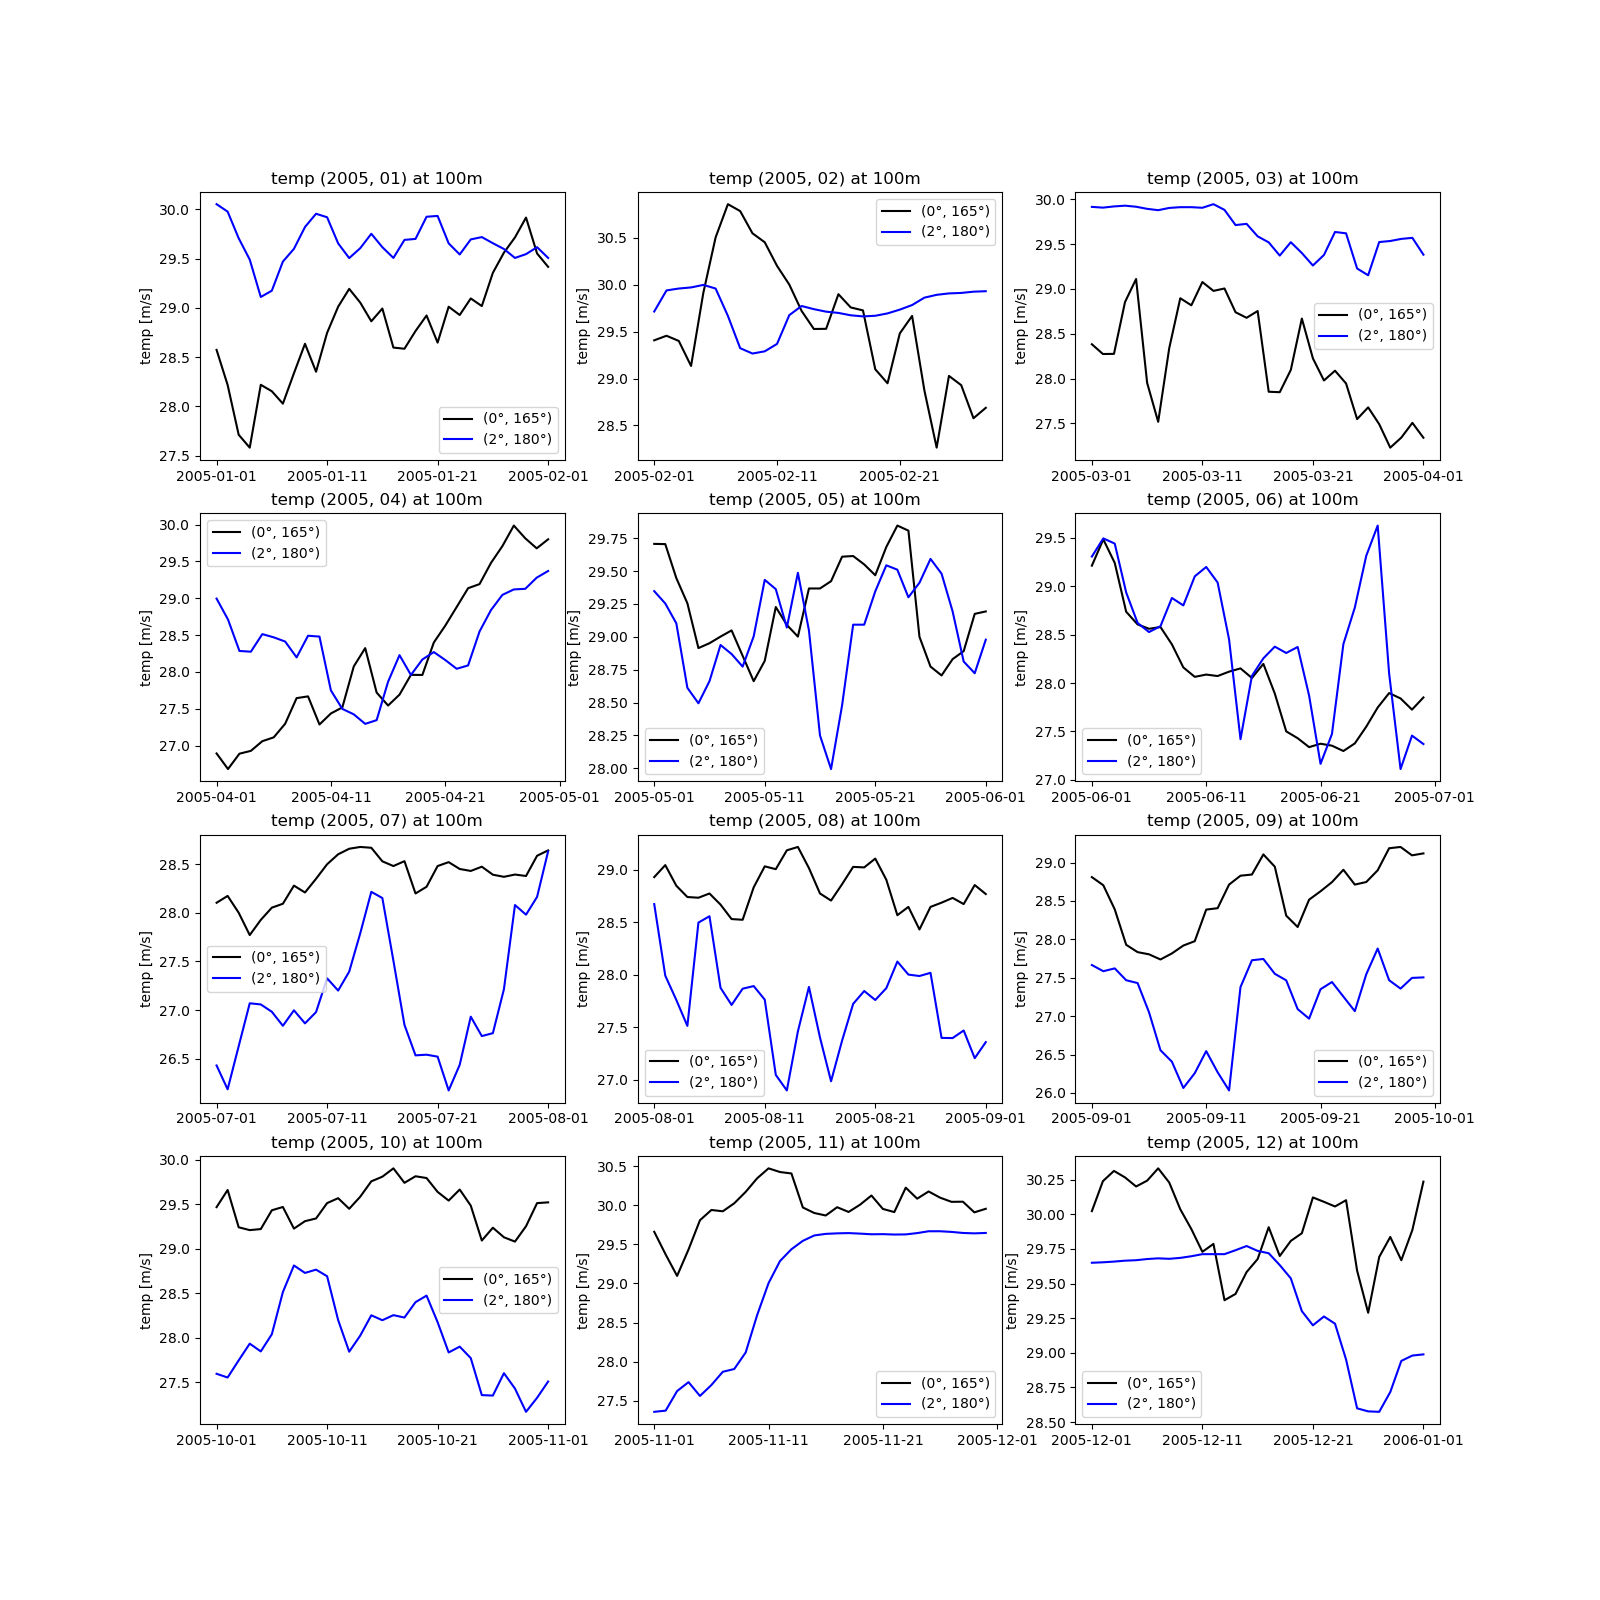 temp (2005, 01) at 100m
temp [m/s]
30.0
29.5
29.0
28.5
28.0
27.5
(0°, 165°)
(2°, 180°)
2005-01-01 2005-01-11 2005-01-21 2005-02-01
temp (2005, 02) at 100m
temp [m/s]
30.5
30.0
29.5
29.0
28.5
(0°, 165°)
(2°, 180°)
2005-02-01 2005-02-11 2005-02-21
temp (2005, 03) at 100m
temp [m/s]
30.0
29.5
29.0
28.5
28.0
27.5
(0°, 165°)
(2°, 180°)
2005-03-01 2005-03-11 2005-03-21 2005-04-01
temp (2005, 04) at 100m
temp [m/s]
30.0
29.5
29.0
28.5
28.0
27.5
27.0
(0°, 165°)
(2°, 180°)
2005-04-01 2005-04-11 2005-04-21 2005-05-01
temp (2005, 05) at 100m
temp [m/s]
29.75
29.50
29.25
29.00
28.75
28.50
28.25
28.00
(0°, 165°)
(2°, 180°)
2005-05-01 2005-05-11 2005-05-21 2005-06-01
temp (2005, 06) at 100m
temp [m/s]
29.5
29.0
28.5
28.0
27.5
27.0
(0°, 165°)
(2°, 180°)
2005-06-01 2005-06-11 2005-06-21 2005-07-01
temp (2005, 07) at 100m
temp [m/s]
28.5
28.0
27.5
27.0
26.5
(0°, 165°)
(2°, 180°)
2005-07-01 2005-07-11 2005-07-21 2005-08-01
temp (2005, 08) at 100m
temp [m/s]
29.0
28.5
28.0
27.5
27.0
(0°, 165°)
(2°, 180°)
2005-08-01 2005-08-11 2005-08-21 2005-09-01
temp (2005, 09) at 100m
temp [m/s]
29.0
28.5
28.0
27.5
27.0
26.5
26.0
(0°, 165°)
(2°, 180°)
2005-09-01 2005-09-11 2005-09-21 2005-10-01
temp (2005, 10) at 100m
temp [m/s]
30.0
29.5
29.0
28.5
28.0
27.5
(0°, 165°)
(2°, 180°)
2005-10-01 2005-10-11 2005-10-21 2005-11-01
temp (2005, 11) at 100m
temp [m/s]
30.5
30.0
29.5
29.0
28.5
28.0
27.5
(0°, 165°)
(2°, 180°)
2005-11-01 2005-11-11 2005-11-21 2005-12-01
temp (2005, 12) at 100m
temp [m/s]
30.25
30.00
29.75
29.50
29.25
29.00
28.75
28.50
(0°, 165°)
(2°, 180°)
2005-12-01 2005-12-11 2005-12-21 2006-01-01